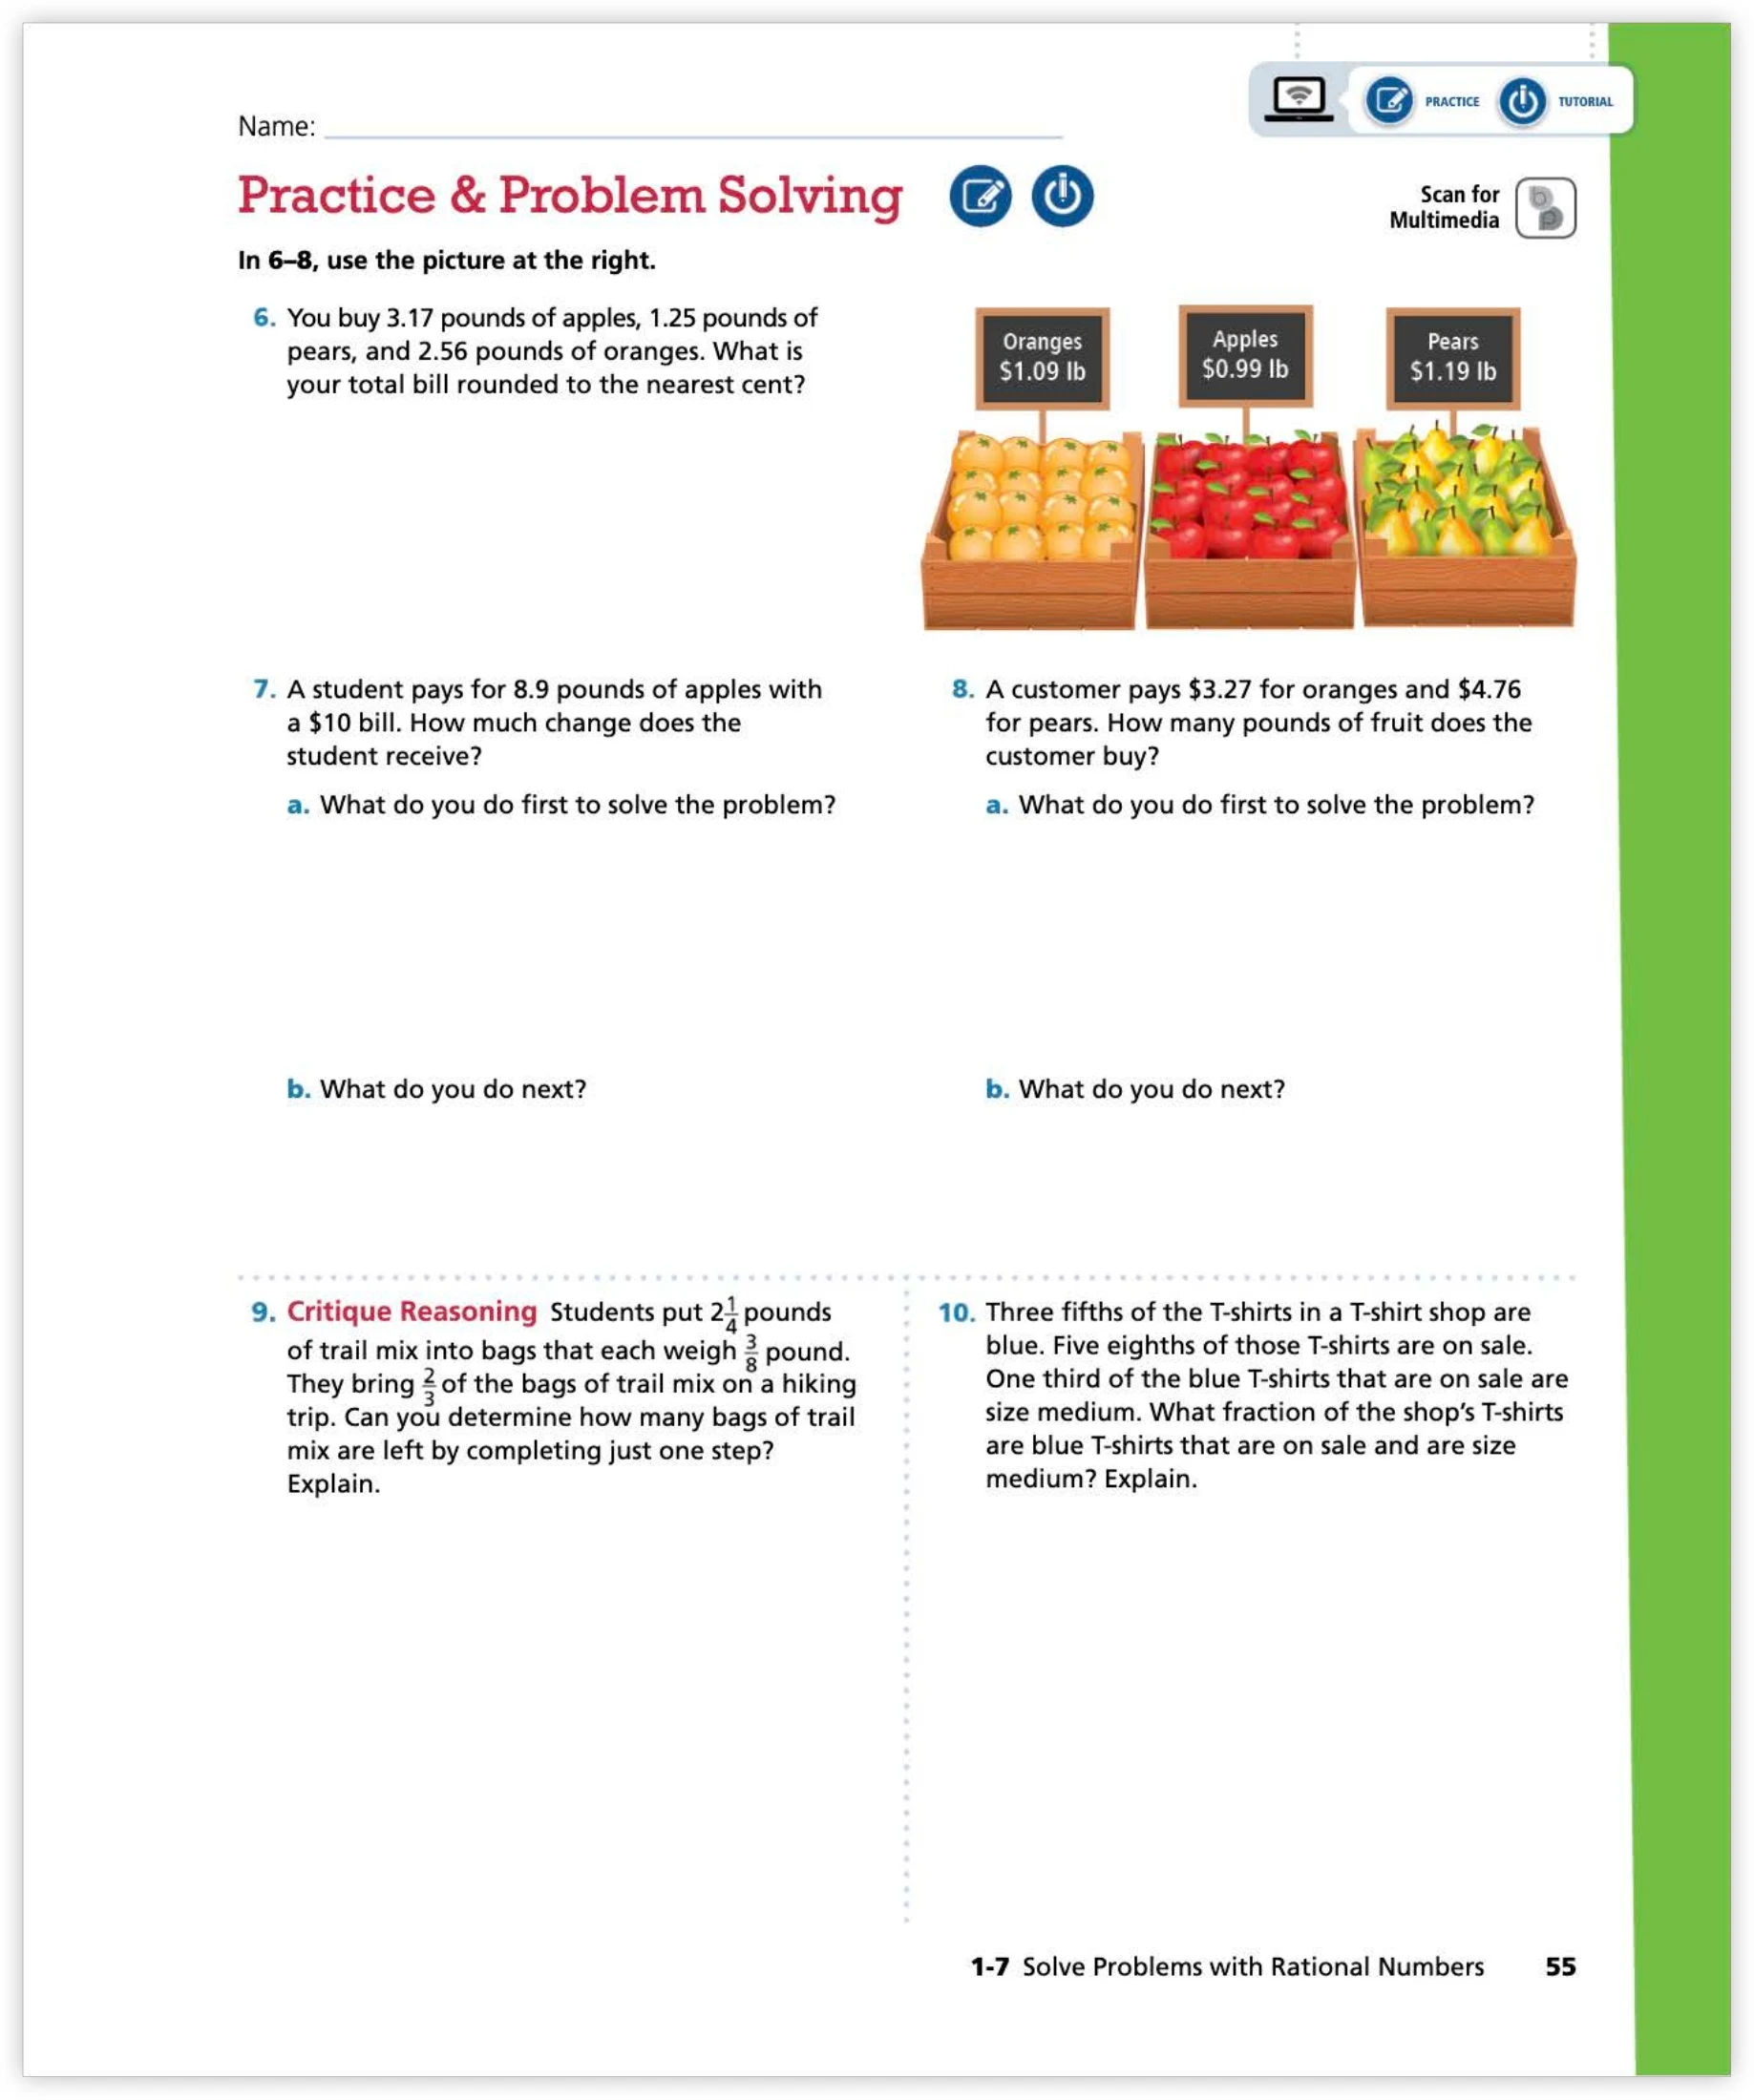 PRACTICE
TUTORIAL
Name:
Practice & Problem Solving
Scan for
Multimedia
In 6–8, use the picture at the right.
6. You buy 3.17 pounds of apples, 1.25 pounds of
pears, and 2.56 pounds of oranges. What is
your total bill rounded to the nearest cent?
Oranges
$1.09 lb
Apples
$0.99 lb
Pears
$1.19 lb
7. A student pays for 8.9 pounds of apples with
a $10 bill. How much change does the
student receive?
a. What do you do first to solve the problem?
b. What do you do next?
8. A customer pays $3.27 for oranges and $4.76
for pears. How many pounds of fruit does the
customer buy?
a. What do you do first to solve the problem?
b. What do you do next?
9. Critique Reasoning Students put 2 1/4 pounds
of trail mix into bags that each weigh 3/8 pound.
They bring 2/3 of the bags of trail mix on a hiking
trip. Can you determine how many bags of trail
mix are left by completing just one step?
Explain.
10. Three fifths of the T-shirts in a T-shirt shop are
blue. Five eighths of those T-shirts are on sale.
One third of the blue T-shirts that are on sale are
size medium. What fraction of the shop's T-shirts
are blue T-shirts that are on sale and are size
medium? Explain.
1-7 Solve Problems with Rational Numbers 55